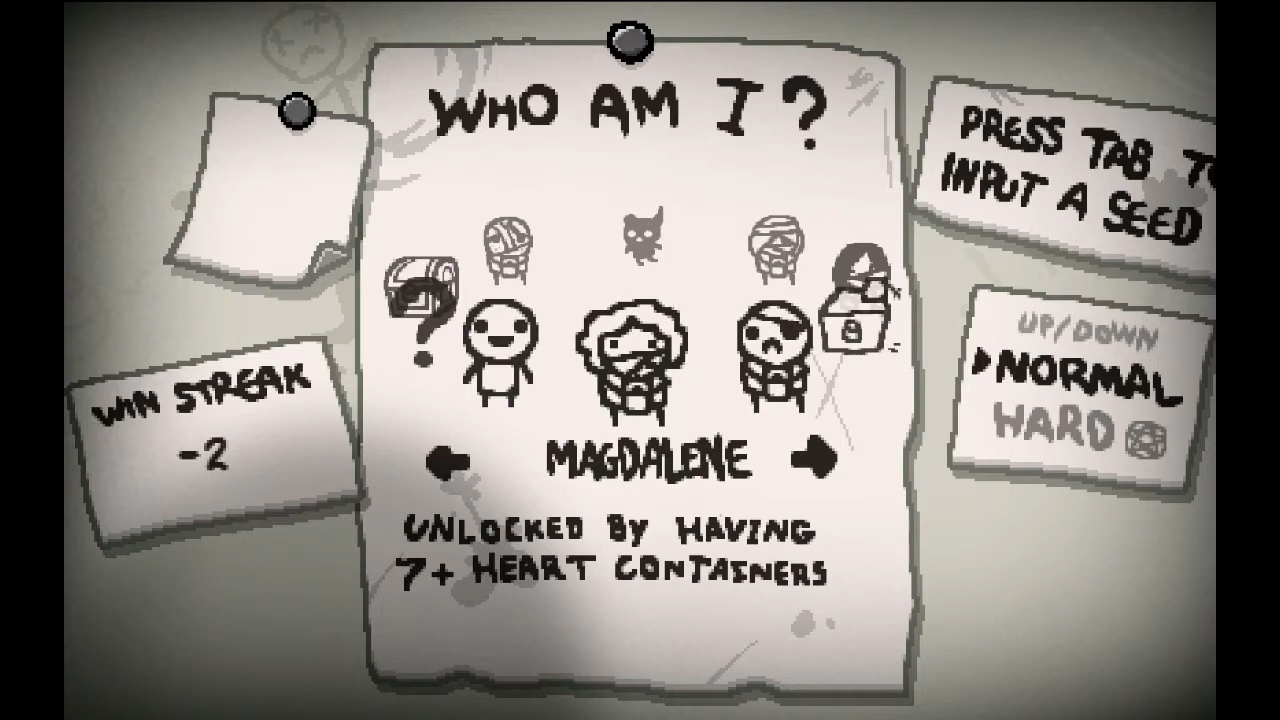 WHO AM I?
PRESS TAB TO
INPUT A SEED
WIN STREAK
-2
?
UP/DOWN
NORMAL
HARD
MAGDALENE
UNLOCKED BY HAVING
7+ HEART CONTAINERS